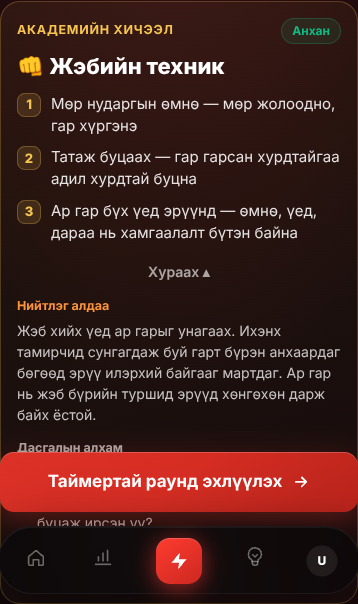 АКАДЕМИЙН ХИЧЭЭЛ
Анхан
👊 Жэбийн техник
1 Мөр нударгын өмнө — мөр жолоодно,
гар хүргэнэ
2 Татаж буцаах — гар гарсан хурдтайгаа
адил хурдтай буцна
3 Ар гар бүх үед эрүүнд — өмнө, үед,
дараа нь хамгаалалт бүтэн байна
Хураах ▴
Нийтлэг алдаа
Жэб хийх үед ар гарыг унагаах. Ихэнх
тамирчид сунгагдаж буй гарт бүрэн анхаардаг
бөгөөд эрүү илэрхий байгааг мартдаг. Ар гар
нь жэб бүрийн туршид эрүүд хөнгөхөн дарж
байх ёстой.
Дасгалын алхам
Таймертай раунд эхлүүлэх →
буцаж ирсэн үү?
U